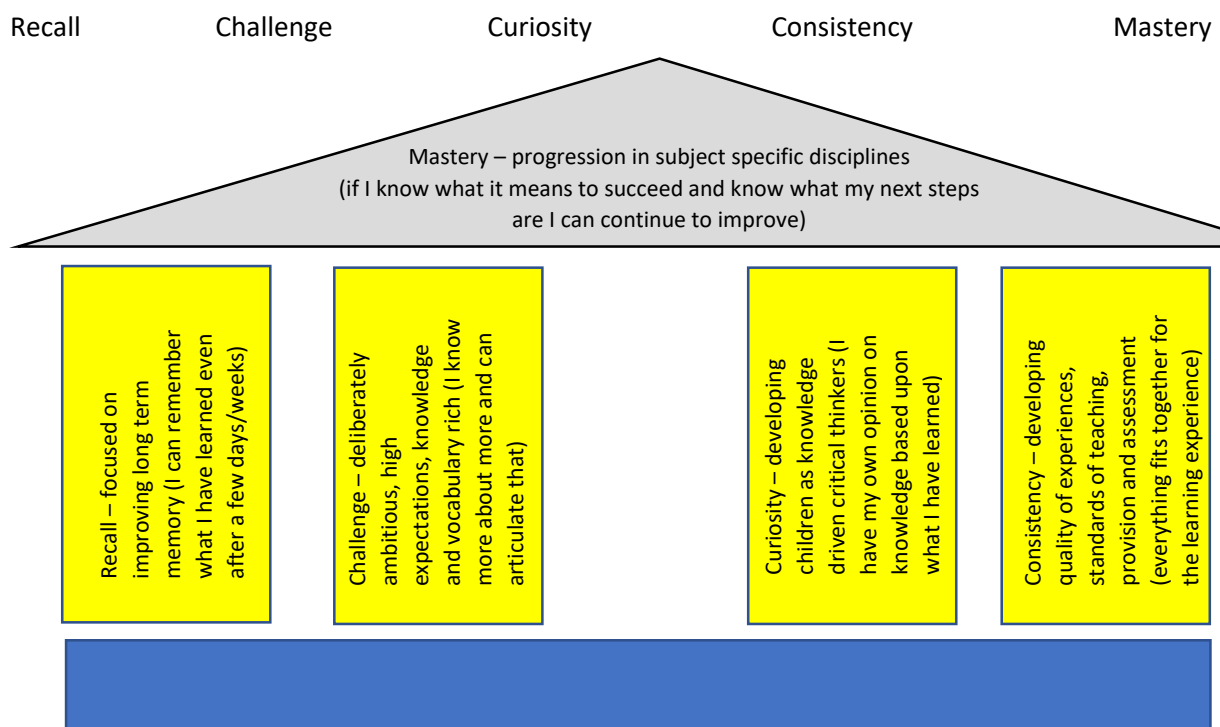 Recall Challenge Curiosity Consistency Mastery
Mastery – progression in subject specific disciplines
(if I know what it means to succeed and know what my next steps
are I can continue to improve)
Recall – focused on
improving long term
memory (I can remember
what I have learned even
after a few days/weeks)
Challenge – deliberately
ambitious, high
expectations, knowledge
and vocabulary rich (I know
more about more and can
articulate that)
Curiosity – developing
children as knowledge
driven critical thinkers (I
have my own opinion on
knowledge based upon
what I have learned)
Consistency – developing
quality of experiences,
standards of teaching,
provision and assessment
(everything fits together for
the learning experience)